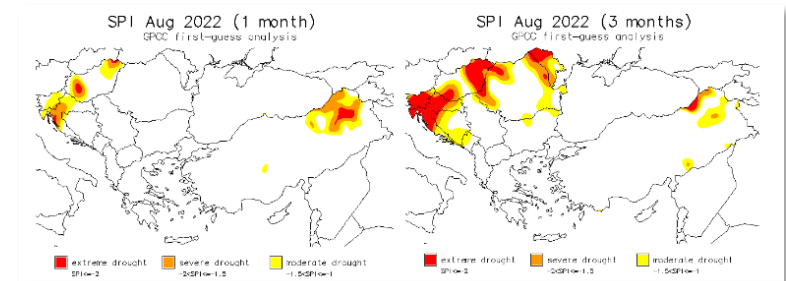 SPI Aug 2022 (1 month)
GPCC first-guess analysis
extreme drought
SPI<=-2
severe drought
-2<SPI<=-1.5
moderate drought
-1.5<SPI<=-1
SPI Aug 2022 (3 months)
GPCC first-guess analysis
extreme drought
SPI<=-2
severe drought
-2<SPI<=-1.5
moderate drought
-1.5<SPI<=-1